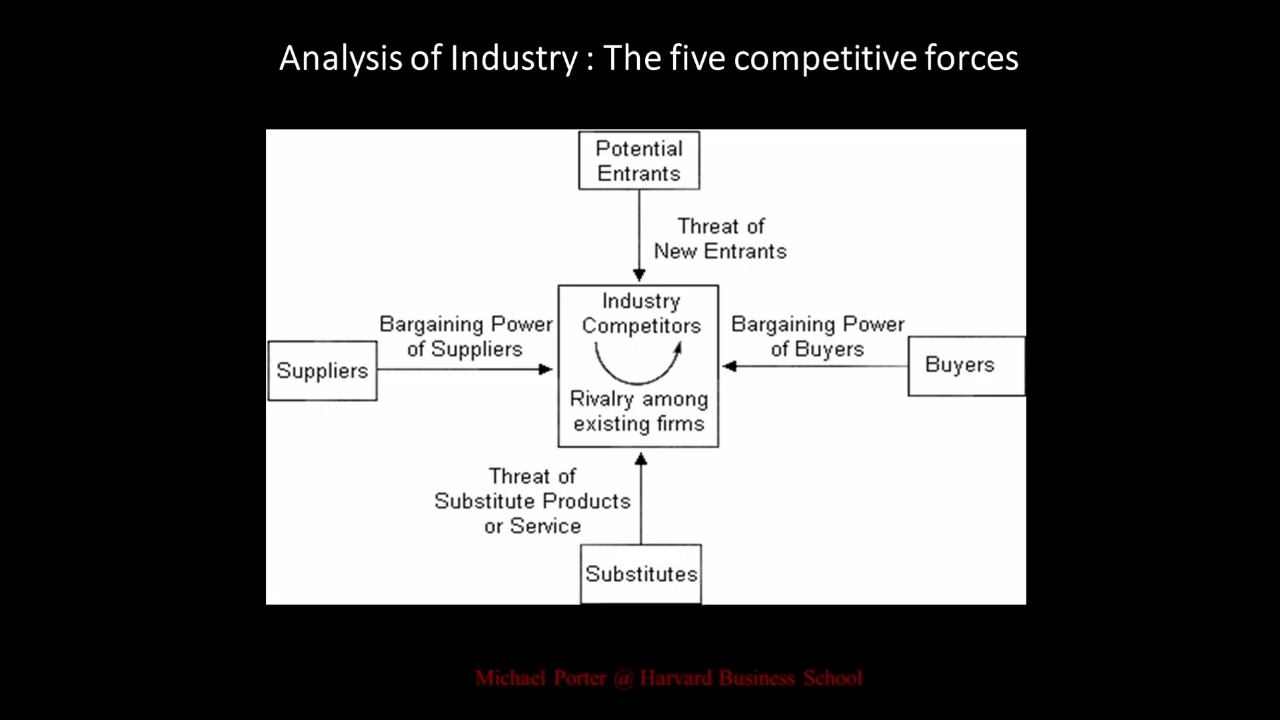 Analysis of Industry : The five competitive forces
Potential
Entrants
Threat of
New Entrants
Industry
Competitors
Bargaining Power
of Suppliers
Bargaining Power
of Buyers
Suppliers
Buyers
Rivalry among
existing firms
Threat of
Substitute Products
or Service
Substitutes
Michael Porter @ Harvard Business School